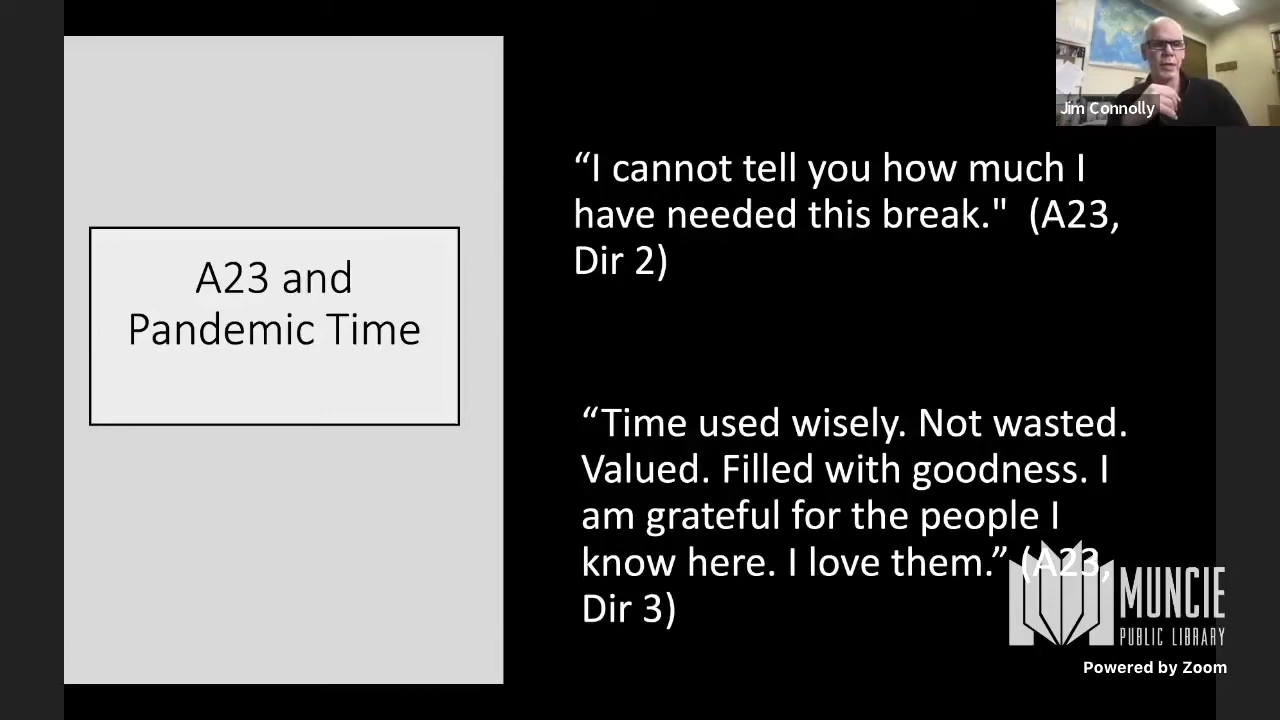 Jim Connolly
A23 and
Pandemic Time
“I cannot tell you how much I
have needed this break." (A23,
Dir 2)
“Time used wisely. Not wasted.
Valued. Filled with goodness. I
am grateful for the people I
know here. I love them.” (A23,
Dir 3)
MUNCIE
PUBLIC LIBRARY
Powered by Zoom